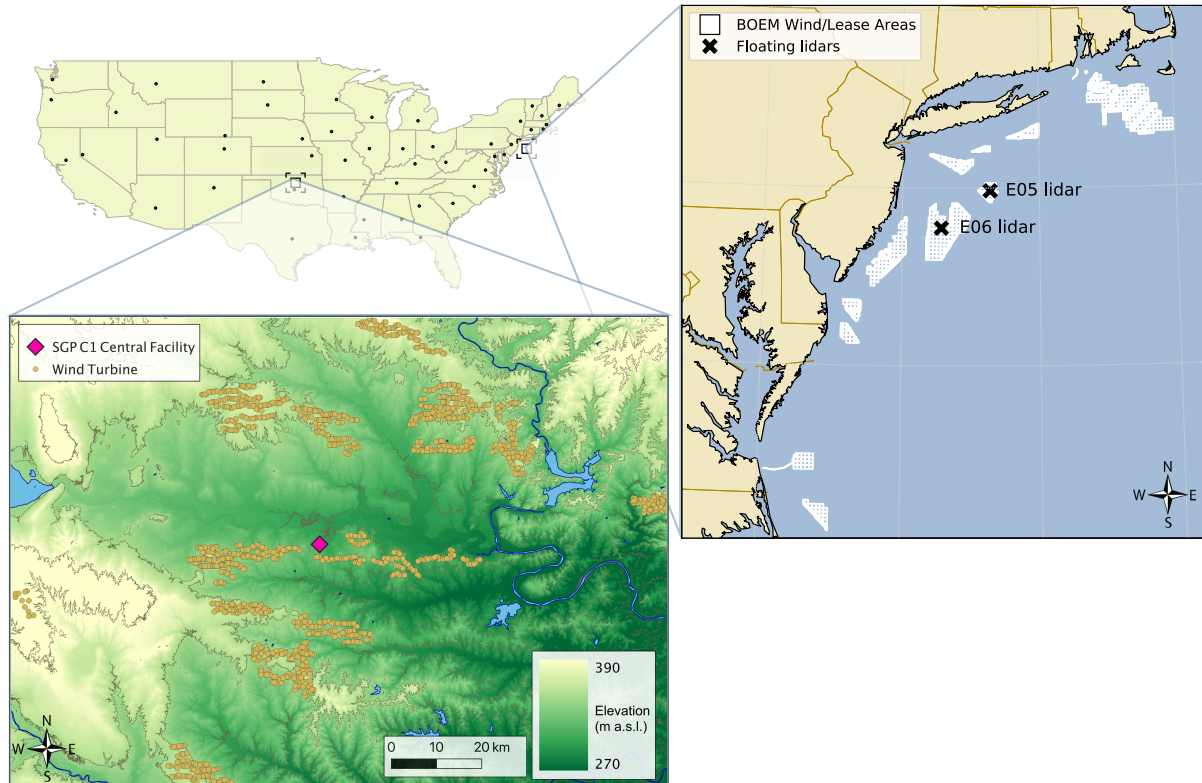 BOEM Wind/Lease Areas
Floating lidars
E05 lidar
E06 lidar
N
W E
S
SGP C1 Central Facility
Wind Turbine
390
Elevation
(m a.s.l.)
270
0 10 20 km
N
W E
S